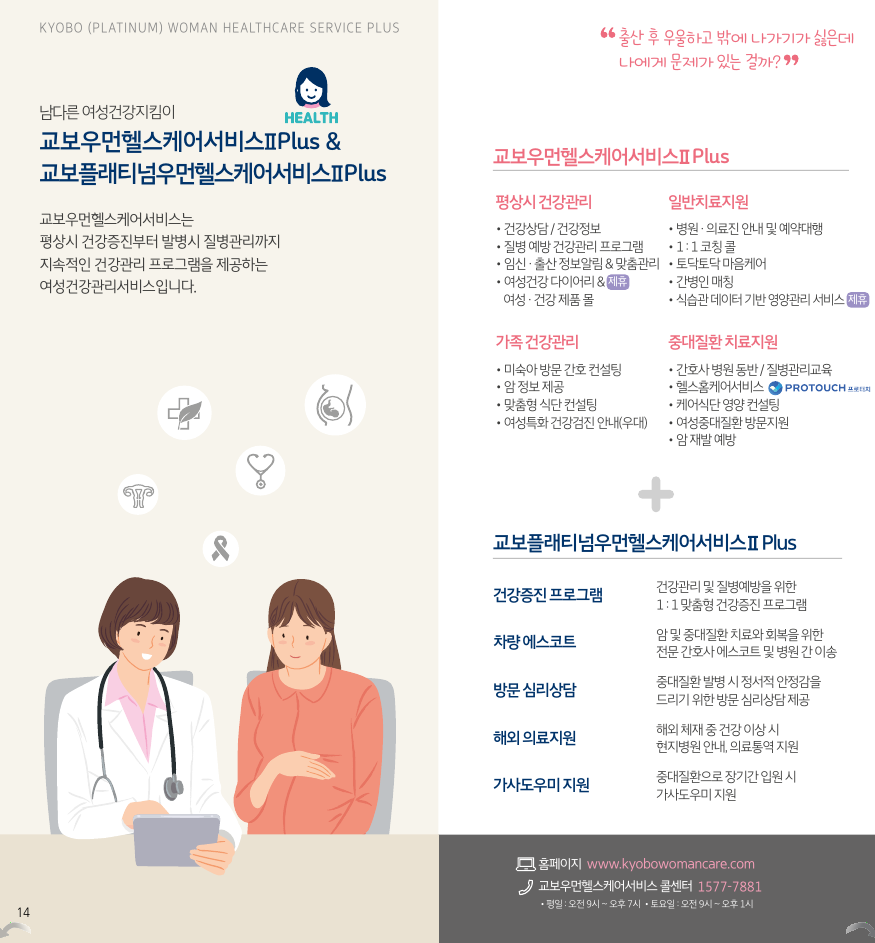 KYOBO (PLATINUM) WOMAN HEALTHCARE SERVICE PLUS
HEALTH
남다른 여성건강지킴이
교보우먼헬스케어서비스ⅡPlus &
교보플래티넘우먼헬스케어서비스ⅡPlus
교보우먼헬스케어서비스는
평상시 건강증진부터 발병시 질병관리까지
지속적인 건강관리 프로그램을 제공하는
여성건강관리서비스입니다.
14
“ 출산 후 우울하고 밖에 나가기가 싫은데
나에게 문제가 있는 걸까? ”
교보우먼헬스케어서비스Ⅱ Plus
평상시 건강관리
• 건강상담 / 건강정보
• 질병 예방 건강관리 프로그램
• 임신 · 출산 정보알림 & 맞춤관리
• 여성건강 다이어리 & 제휴
여성 · 건강 제품 몰
일반치료지원
• 병원 · 의료진 안내 및 예약대행
• 1 : 1 코칭 콜
• 토닥토닥 마음케어
• 간병인 매칭
• 식습관 데이터 기반 영양관리 서비스 제휴
가족 건강관리
• 미숙아 방문 간호 컨설팅
• 암 정보 제공
• 맞춤형 식단 컨설팅
• 여성특화 건강검진 안내(우대)
중대질환 치료지원
• 간호사 병원 동반 / 질병관리교육
• 헬스홈케어서비스 PROTOUCH 프로터치
• 케어식단 영양 컨설팅
• 여성중대질환 방문지원
• 암 재발 예방
교보플래티넘우먼헬스케어서비스Ⅱ Plus
건강증진 프로그램
건강관리 및 질병예방을 위한
1 : 1 맞춤형 건강증진 프로그램
차량 에스코트
암 및 중대질환 치료와 회복을 위한
전문 간호사 에스코트 및 병원 간 이송
방문 심리상담
중대질환 발병 시 정서적 안정감을
드리기 위한 방문 심리상담 제공
해외 의료지원
해외 체재 중 건강 이상 시
현지병원 안내, 의료통역 지원
가사도우미 지원
중대질환으로 장기간 입원 시
가사도우미 지원
홈페이지 www.kyobowomancare.com
교보우먼헬스케어서비스 콜센터 1577-7881
• 평일 : 오전 9시 ~ 오후 7시 • 토요일 : 오전 9시 ~ 오후 1시